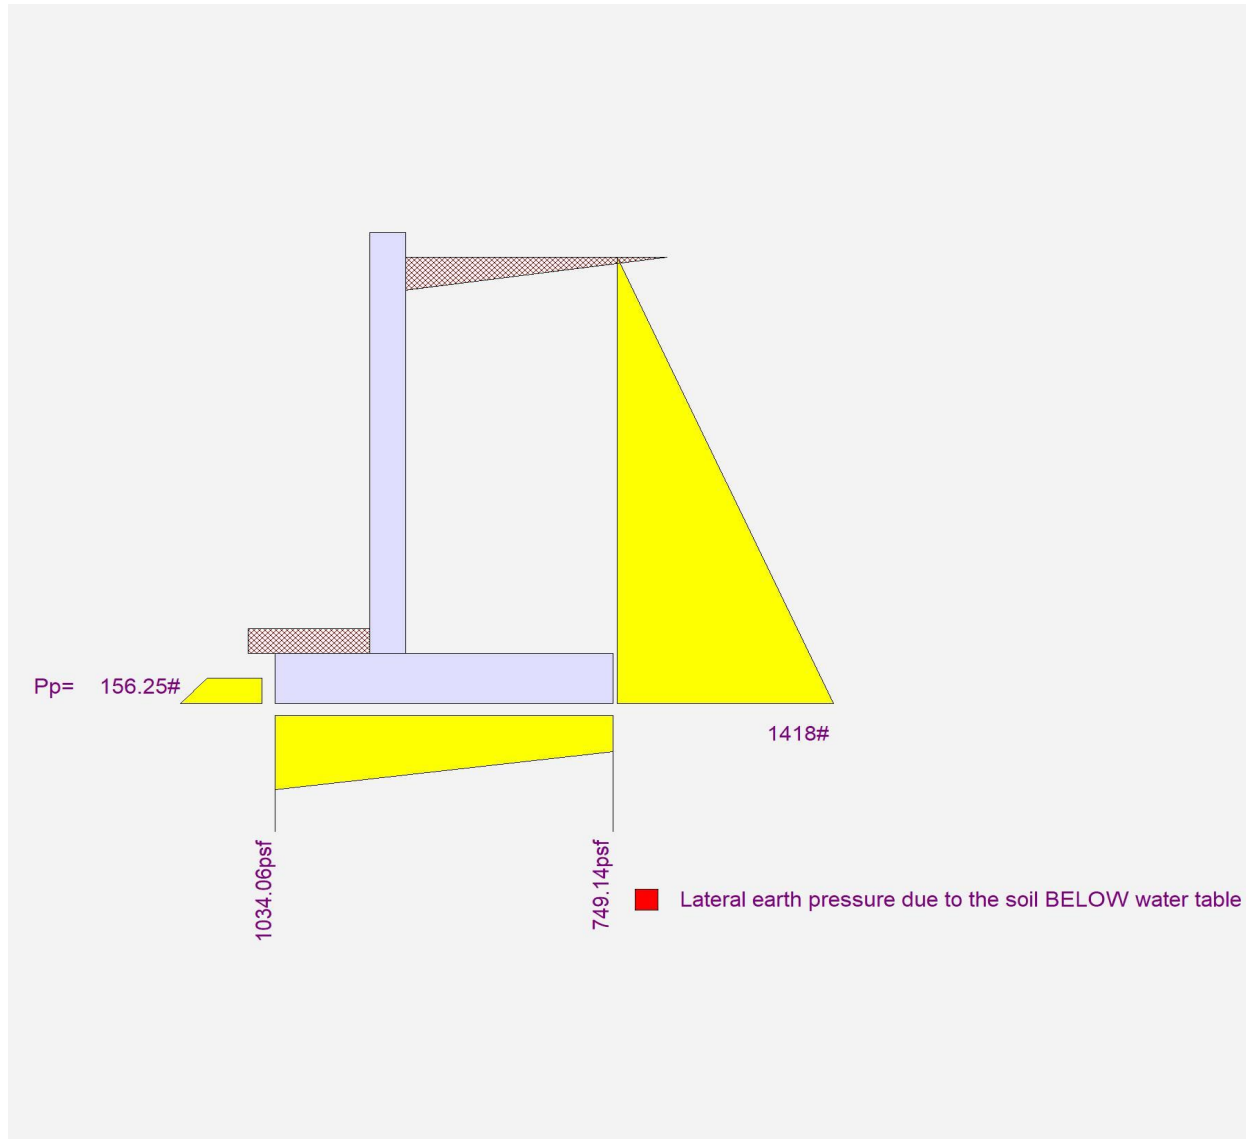 Pp= 156.25#
1418#
1034.06psf
749.14psf
Lateral earth pressure due to the soil BELOW water table